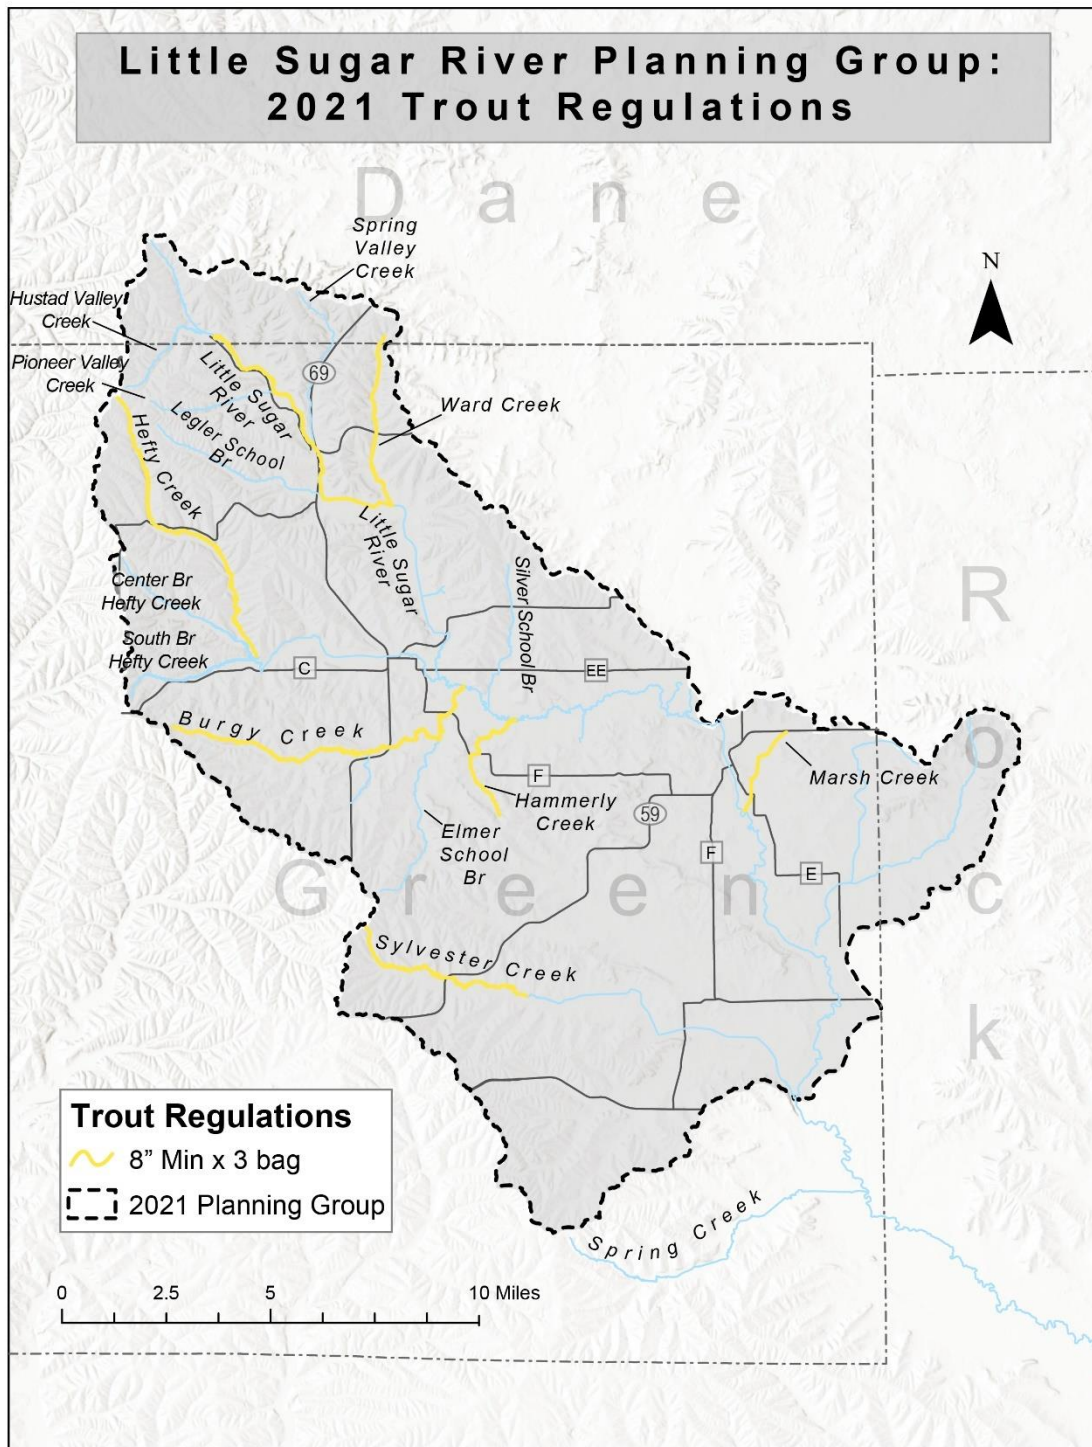 Little Sugar River Planning Group:
2021 Trout Regulations
Dane
Spring
Valley
Creek
N
Hustad Valley
Creek
Pioneer Valley
Creek
Little Sugar
River
69
Ward Creek
Legler School
Br
Hefty Creek
Little Sugar
River
Silver School Br
Center Br
Hefty Creek
South Br
Hefty Creek
C
EE
Rock
Burgy Creek
Marsh Creek
F
Hammerly
Creek
59
Elmer
School
Br
F
E
Green
Sylvester Creek
Trout Regulations
8” Min x 3 bag
2021 Planning Group
Spring Creek
0 2.5 5 10 Miles